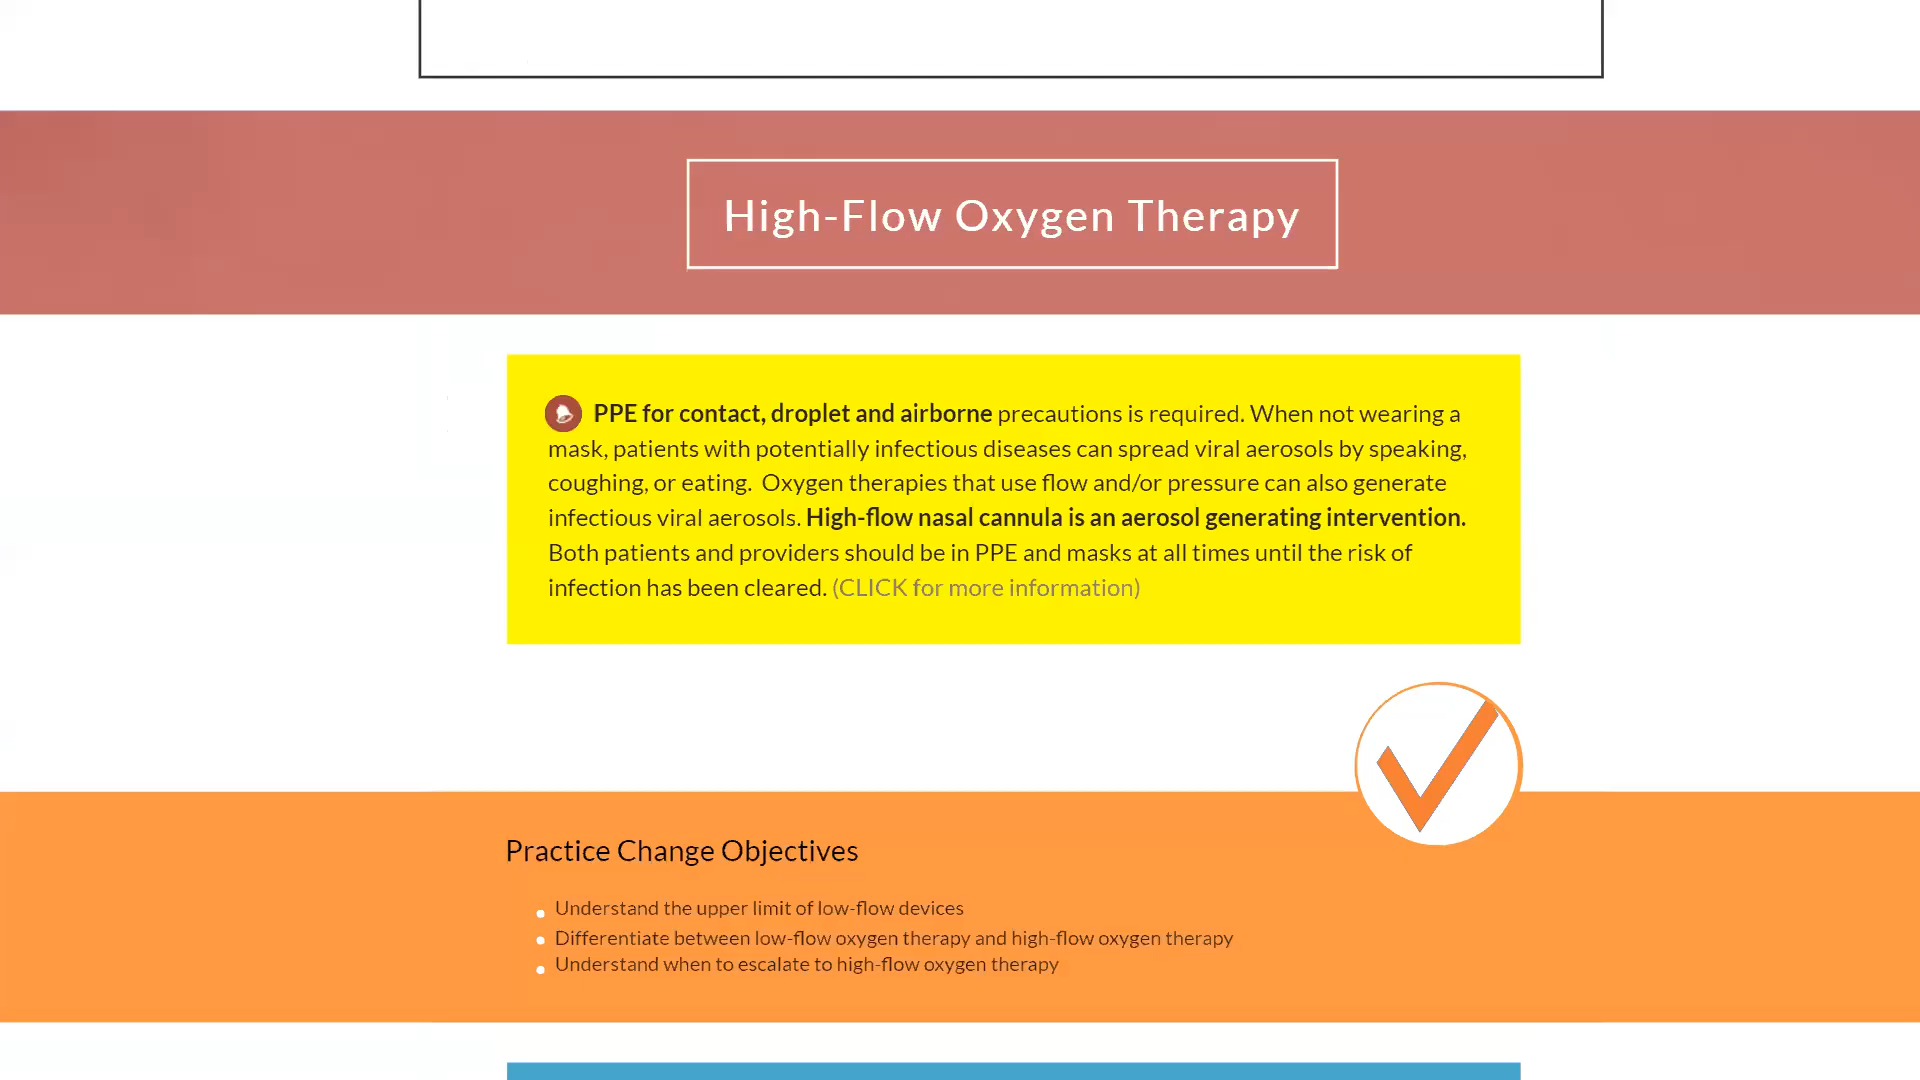 High-Flow Oxygen Therapy
PPE for contact, droplet and airborne precautions is required. When not wearing a
mask, patients with potentially infectious diseases can spread viral aerosols by speaking,
coughing, or eating.  Oxygen therapies that use flow and/or pressure can also generate
infectious viral aerosols. High-flow nasal cannula is an aerosol generating intervention.
Both patients and providers should be in PPE and masks at all times until the risk of
infection has been cleared. (CLICK for more information)
Practice Change Objectives
Understand the upper limit of low-flow devices
Differentiate between low-flow oxygen therapy and high-flow oxygen therapy
Understand when to escalate to high-flow oxygen therapy